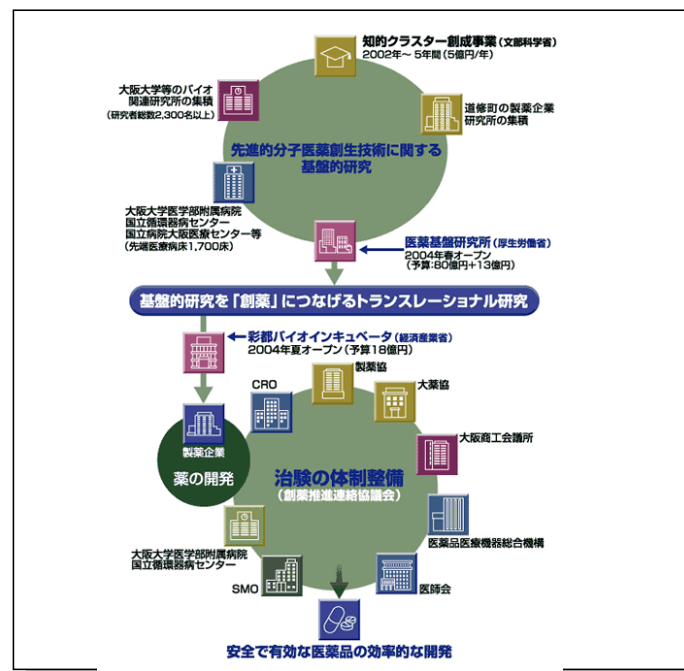 知的クラスター創成事業(文部科学省)
2002年～ 5年間(5億円/年)
大阪大学等のバイオ
関連研究所の集積
(研究者総数2,300名以上)
道修町の製薬企業
研究所の集積
先進的分子医薬創生技術に関する
基盤的研究
大阪大学医学部附属病院
国立循環器病センター
国立病院大阪医療センター等
(先端医療病床1,700床)
医薬基盤研究所(厚生労働省)
2004年春オープン
(予算:80億円+13億円)
基盤的研究を「創薬」につなげるトランスレーショナル研究
彩都バイオインキュベータ(経済産業省)
2004年夏オープン(予算18億円)
製薬協
CRO
大薬協
大阪商工会議所
製薬企業
薬の開発
治験の体制整備
(創薬推進連絡協議会)
医薬品医療機器総合機構
大阪大学医学部附属病院
国立循環器病センター
SMO
医師会
安全で有効な医薬品の効率的な開発